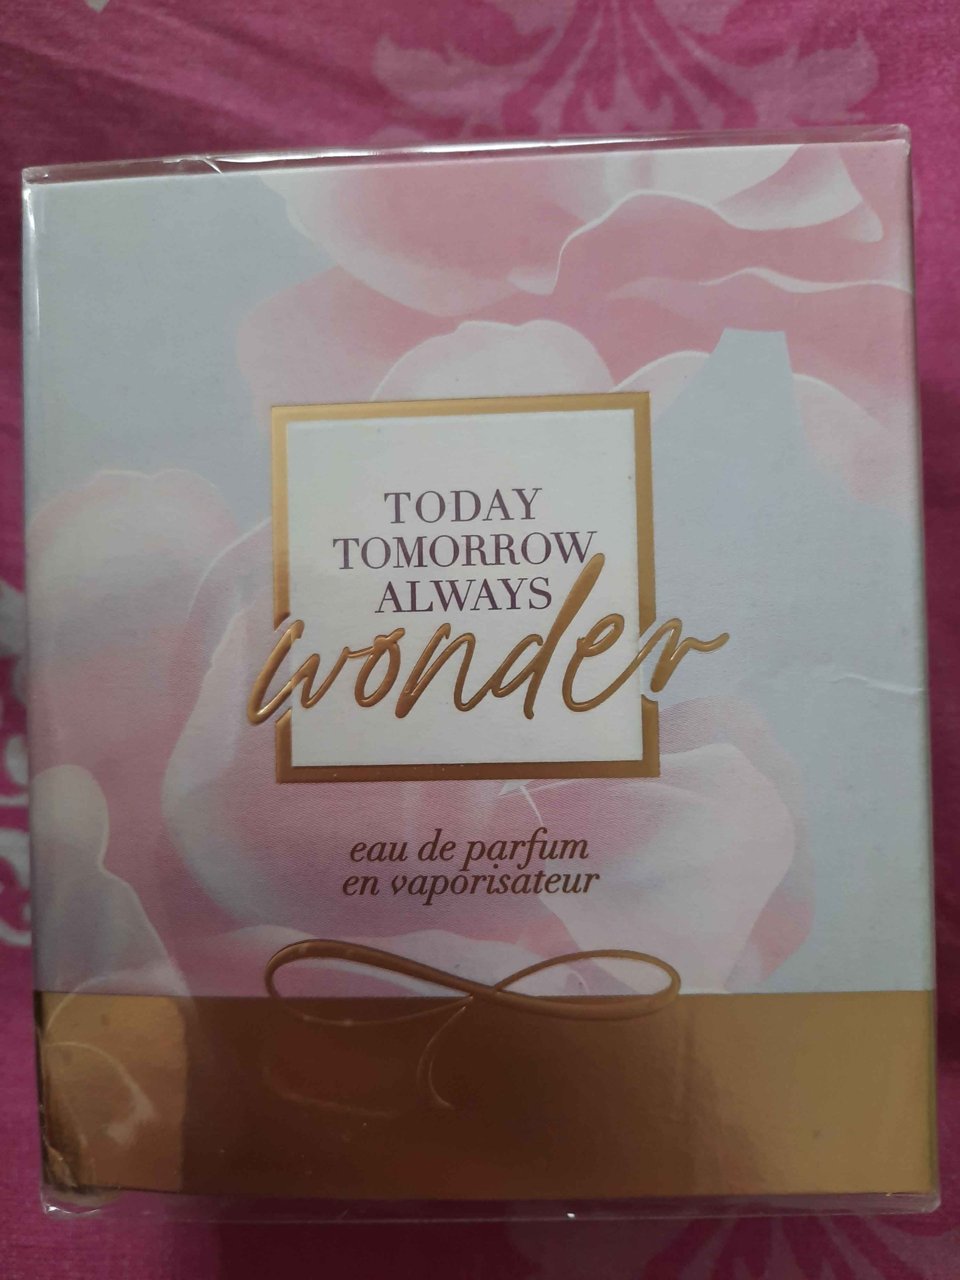 TODAY
TOMORROW
ALWAYS
wonder
eau de parfum
en vaporisateur